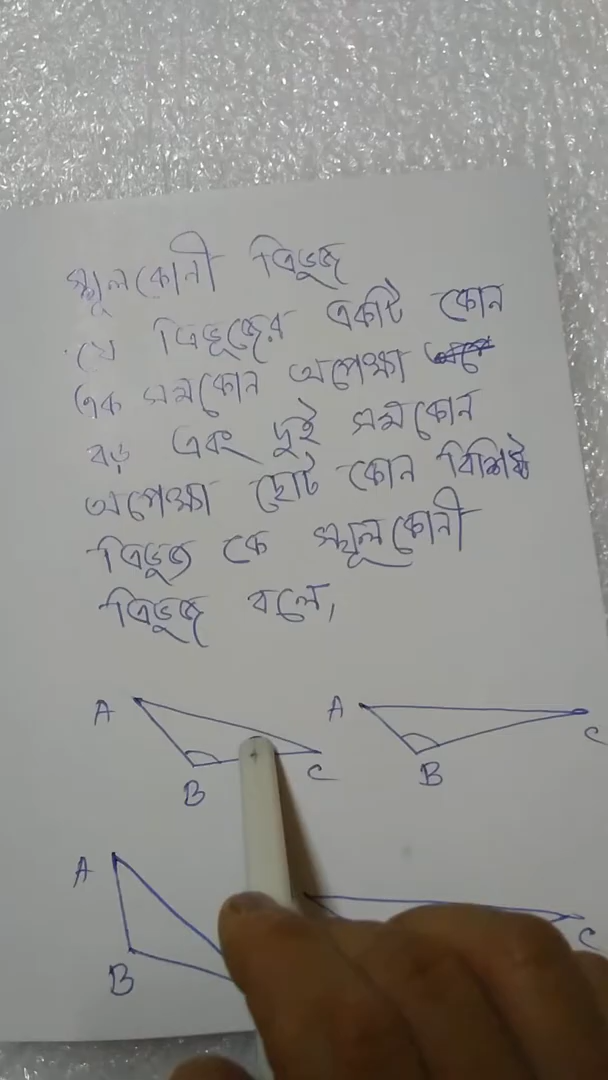 স্থূলকোনী ত্রিভুজ
যে ত্রিভূজের একটি কোন
এক সমকোন অপেক্ষা
বড় এবং দুই সমকোন
অপেক্ষা ছোট কোন বিশিষ্ট
ত্রিভুজ কে স্থূলকোনী
ত্রিভুজ বলে,
A B C
A B C
A B
C